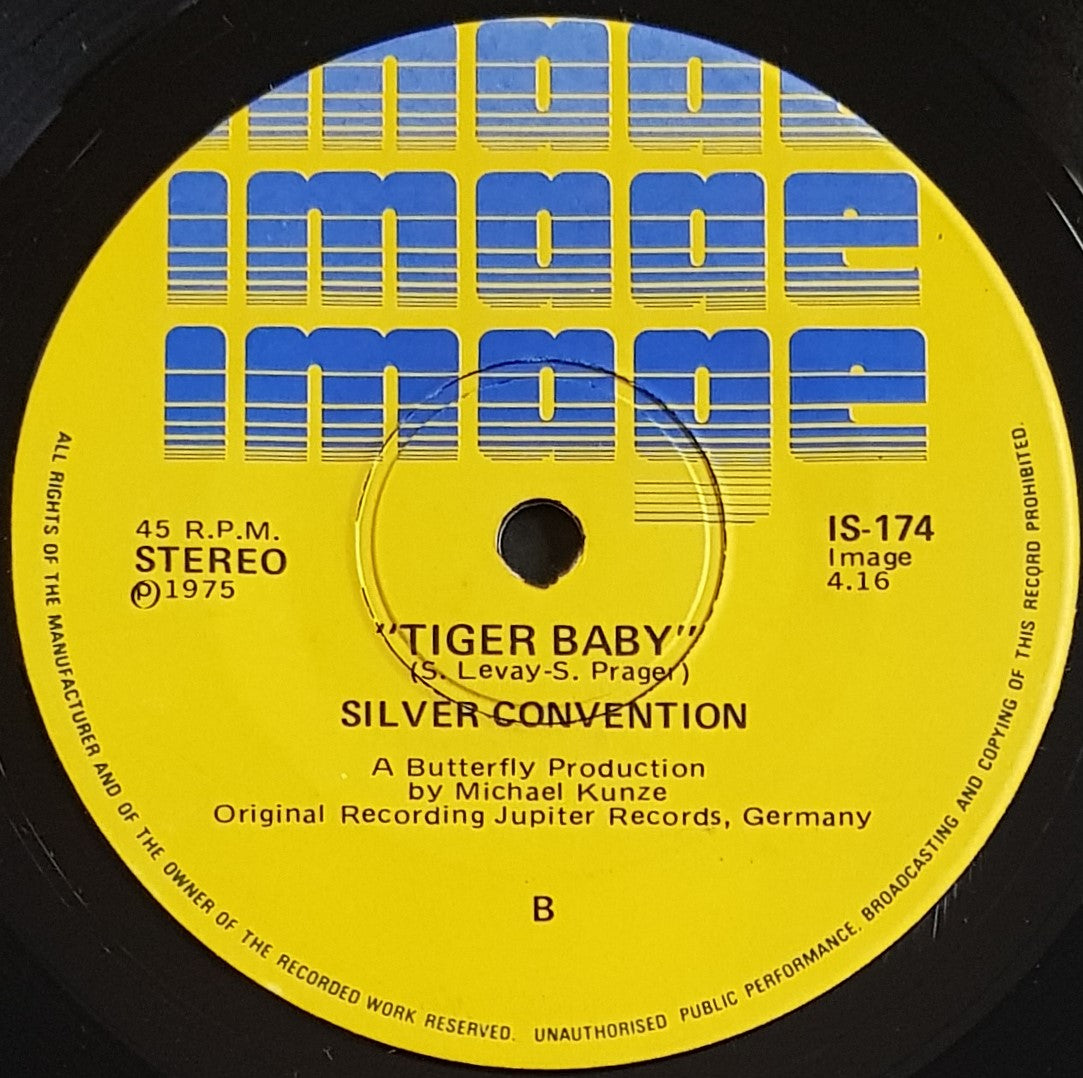 image
image
image
45 R.P.M.
STEREO
℗1975
IS-174
Image
4.16
"TIGER BABY"
(S. Levay-S. Prager)
SILVER CONVENTION
A Butterfly Production
by Michael Kunze
Original Recording Jupiter Records, Germany
B
ALL RIGHTS OF THE MANUFACTURER AND OF THE OWNER OF THE RECORDED WORK RESERVED. UNAUTHORISED PUBLIC PERFORMANCE, BROADCASTING AND COPYING OF THIS RECORD PROHIBITED.